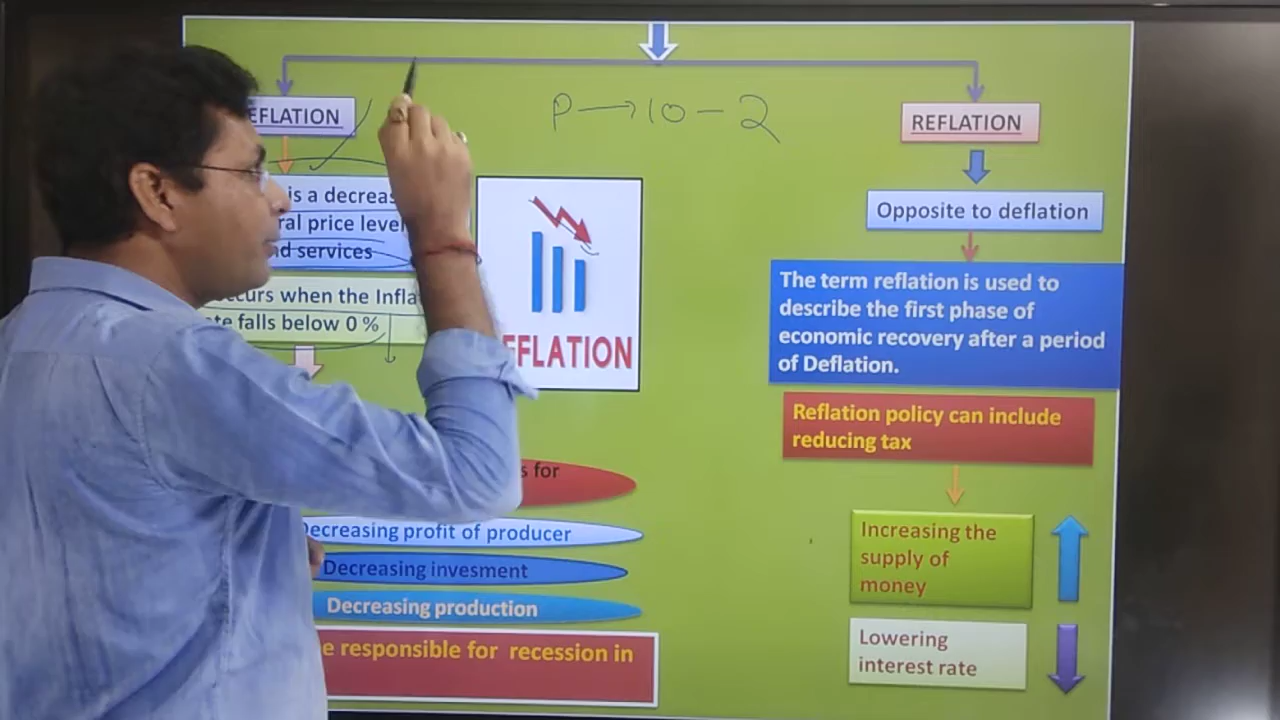 P → 10 - 2
EFLATION
is a decreas
ral price level
nd services
ccurs when the Infla
te falls below 0 %
EFLATION
s for
Decreasing profit of producer
Decreasing invesment
Decreasing production
e responsible for recession in
REFLATION
Opposite to deflation
The term reflation is used to
describe the first phase of
economic recovery after a period
of Deflation.
Reflation policy can include
reducing tax
Increasing the
supply of
money
Lowering
interest rate